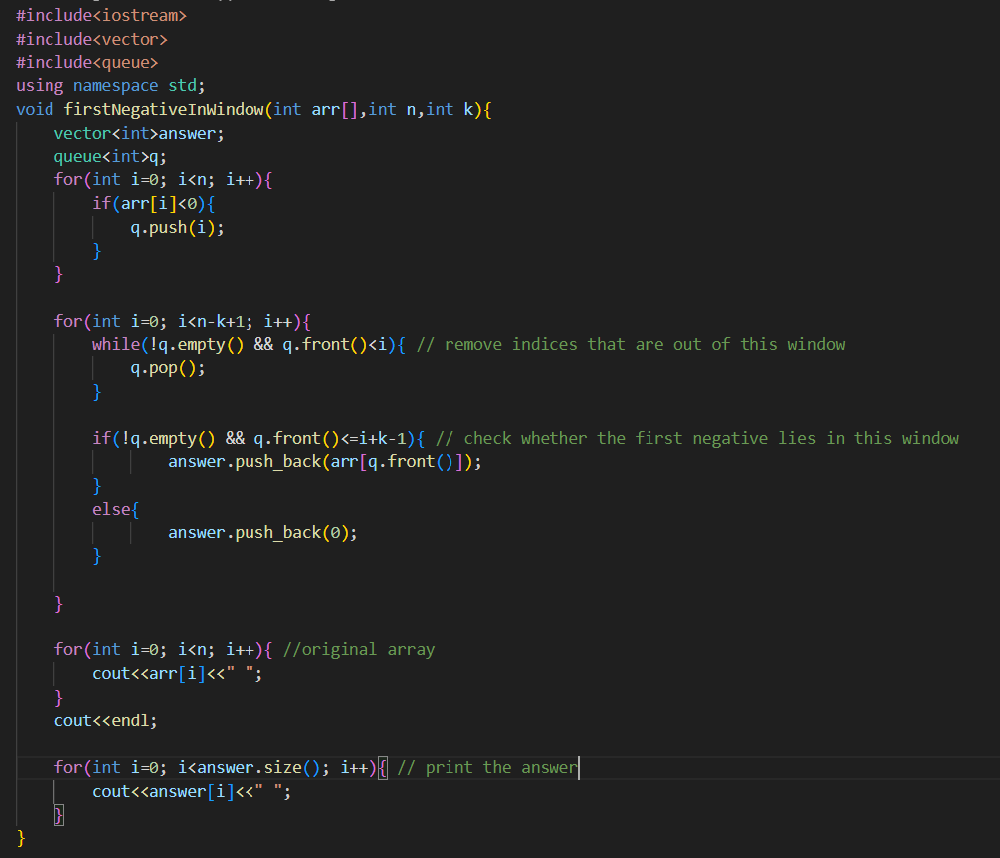 #include<iostream>
#include<vector>
#include<queue>
using namespace std;
void firstNegativeInWindow(int arr[],int n,int k){
    vector<int>answer;
    queue<int>q;
    for(int i=0; i<n; i++){
        if(arr[i]<0){
            q.push(i);
        }
    }

    for(int i=0; i<n-k+1; i++){
        while(!q.empty() && q.front()<i){ // remove indices that are out of this window
            q.pop();
        }

        if(!q.empty() && q.front()<=i+k-1){ // check whether the first negative lies in this window
                answer.push_back(arr[q.front()]);
        }
        else{
                answer.push_back(0);
        }

    }

    for(int i=0; i<n; i++){ //original array
        cout<<arr[i]<<" ";
    }
    cout<<endl;

    for(int i=0; i<answer.size(); i++){ // print the answer
        cout<<answer[i]<<" ";
    }
}